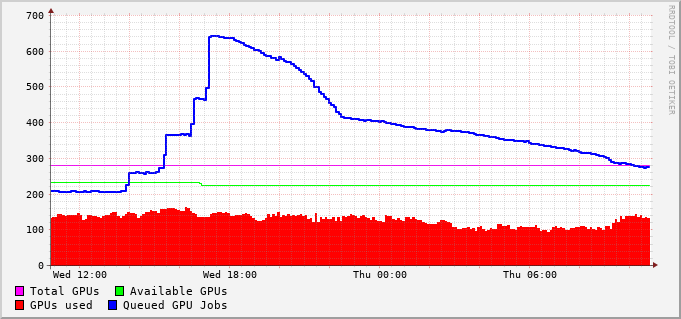 700
600
500
400
300
200
100
0
Wed 12:00 Wed 18:00 Thu 00:00 Thu 06:00
Total GPUs Available GPUs
GPUs used Queued GPU Jobs
RRDTOOL / TOBI OETIKER